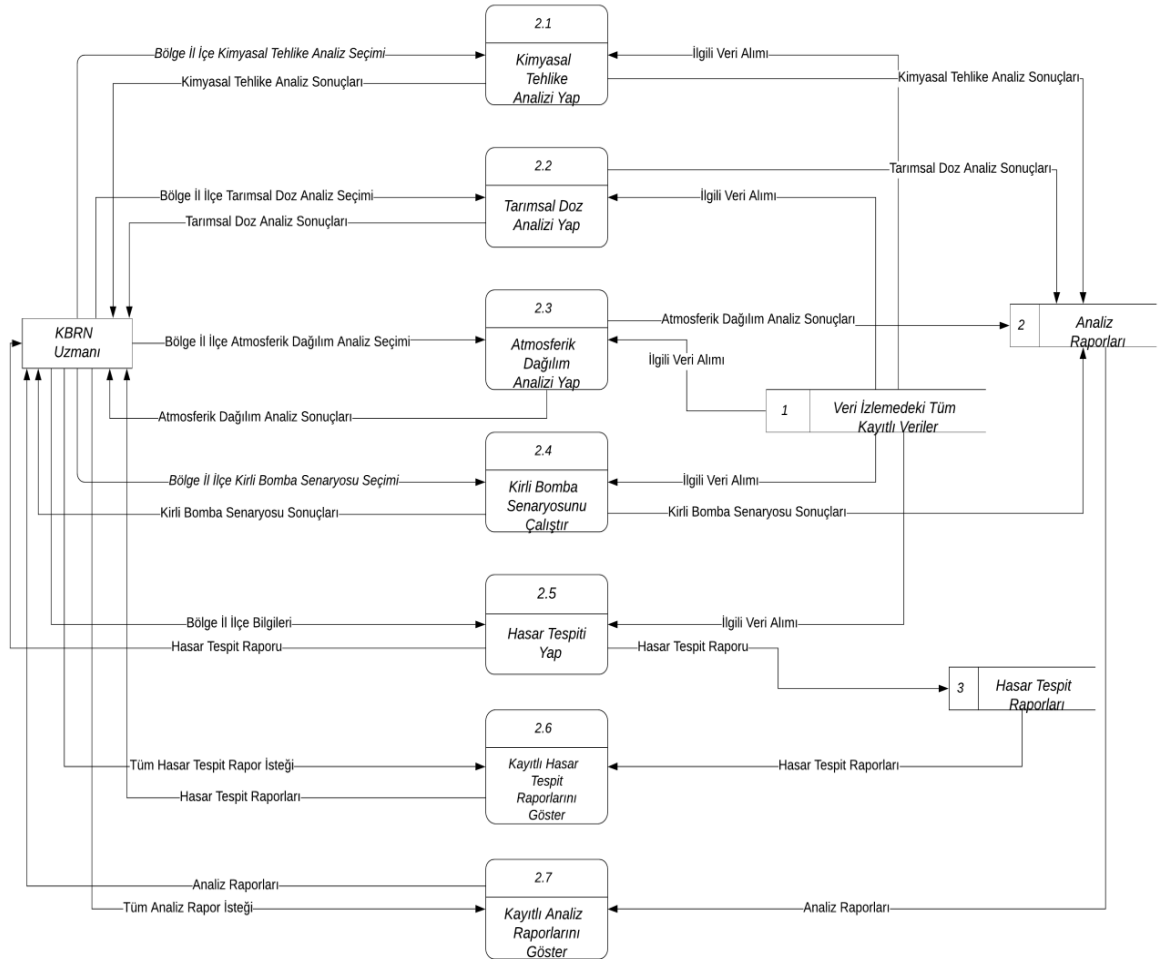 2.1
Bölge İl İçe Kimyasal Tehlike Analiz Seçimi
İlgili Veri Alımı
Kimyasal
Tehlike
Analizi Yap
Kimyasal Tehlike Analiz Sonuçları
Kimyasal Tehlike Analiz Sonuçları
2.2
Tarımsal Doz Analiz Sonuçları
Bölge İl İlçe Tarımsal Doz Analiz Seçimi
İlgili Veri Alımı
Tarımsal Doz
Analizi Yap
Tarımsal Doz Analiz Sonuçları
2.3
Atmosferik Dağılım Analiz Sonuçları
2
Analiz
Raporları
KBRN
Uzmanı
Bölge İl İlçe Atmosferik Dağılım Analiz Seçimi
Atmosferik
Dağılım
Analizi Yap
İlgili Veri Alımı
1
Veri İzlemedeki Tüm
Kayıtlı Veriler
Atmosferik Dağılım Analiz Sonuçları
2.4
Bölge İl İlçe Kirli Bomba Senaryosu Seçimi
İlgili Veri Alımı
Kirli Bomba
Senaryosunu
Çalıştır
Kirli Bomba Senaryosu Sonuçları
Kirli Bomba Senaryosu Sonuçları
2.5
Bölge İl İlçe Bilgileri
İlgili Veri Alımı
Hasar Tespiti
Yap
Hasar Tespit Raporu
Hasar Tespit Raporu
3
Hasar Tespit
Raporları
2.6
Tüm Hasar Tespit Rapor İsteği
Kayıtlı Hasar
Tespit
Raporlarını
Göster
Hasar Tespit Raporları
Hasar Tespit Raporları
2.7
Analiz Raporları
Tüm Analiz Rapor İsteği
Kayıtlı Analiz
Raporlarını
Göster
Analiz Raporları